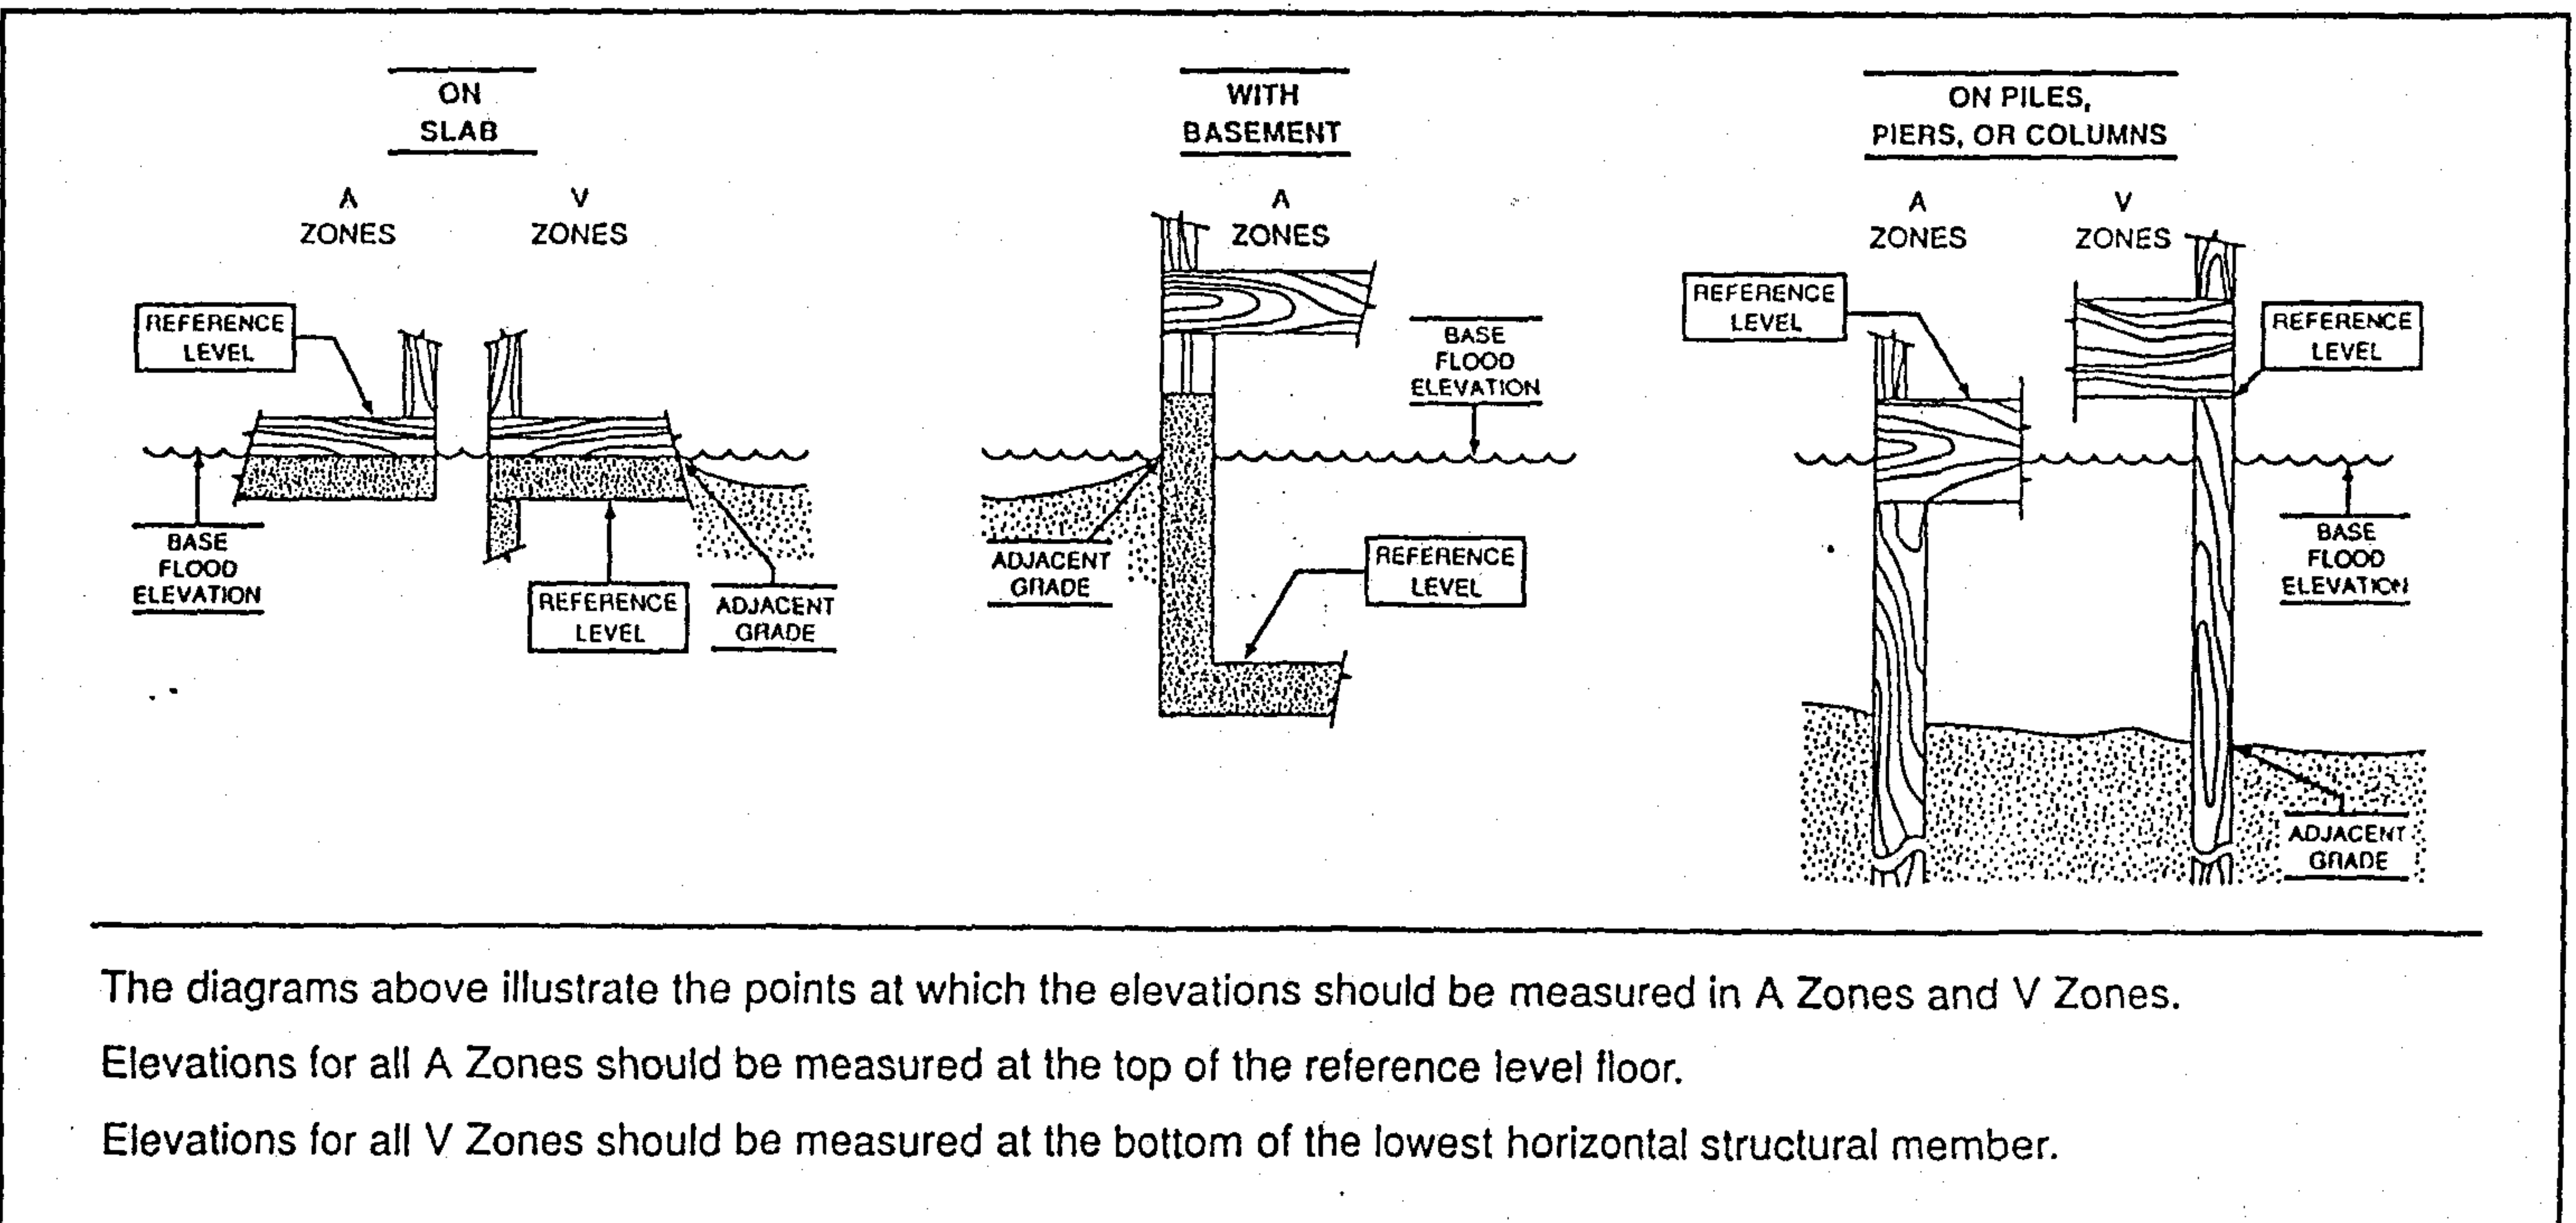 ON
SLAB
A
ZONES
V
ZONES
REFERENCE
LEVEL
BASE
FLOOD
ELEVATION
REFERENCE
LEVEL
ADJACENT
GRADE
WITH
BASEMENT
A
ZONES
BASE
FLOOD
ELEVATION
ADJACENT
GRADE
REFERENCE
LEVEL
ON PILES,
PIERS, OR COLUMNS
A
ZONES
V
ZONES
REFERENCE
LEVEL
REFERENCE
LEVEL
BASE
FLOOD
ELEVATION
ADJACENT
GRADE
The diagrams above illustrate the points at which the elevations should be measured in A Zones and V Zones.
Elevations for all A Zones should be measured at the top of the reference level floor.
Elevations for all V Zones should be measured at the bottom of the lowest horizontal structural member.